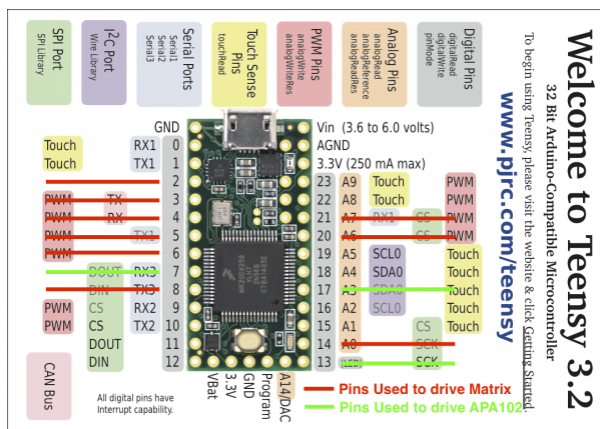 Welcome to Teensy 3.2
32 Bit Arduino-Compatible Microcontroller
To begin using Teensy, please visit the website & click Getting Started.
www.pjrc.com/teensy
SPI Port
SPI Library
I²C Port
Wire Library
Serial Ports
Serial1
Serial2
Serial3
Touch Sense
Pins
touchRead
PWM Pins
analogWrite
analogWriteRes
Analog Pins
analogRead
analogReference
analogReadRes
Digital Pins
digitalRead
digitalWrite
pinMode
GND
Touch RX1 0
Touch TX1 1
2
PWM TX 3
PWM RX 4
PWM TX1 5
PWM 6
DOUT RX3 7
DIN TX3 8
PWM CS RX2 9
PWM CS TX2 10
DOUT 11
DIN 12
Vin (3.6 to 6.0 volts)
AGND
3.3V (250 mA max)
23 A9 Touch PWM
22 A8 Touch PWM
21 A7 RX1 CS PWM
20 A6 CS PWM
19 A5 SCL0 Touch
18 A4 SDA0 Touch
17 A3 SDA0 Touch
16 A2 SCL0 Touch
15 A1 CS Touch
14 A0 SCK
13 (LED) SCK
VBat
3.3V
GND
Program
A14/DAC
CAN Bus
All digital pins have
Interrupt capability.
Pins Used to drive Matrix
Pins Used to drive APA102